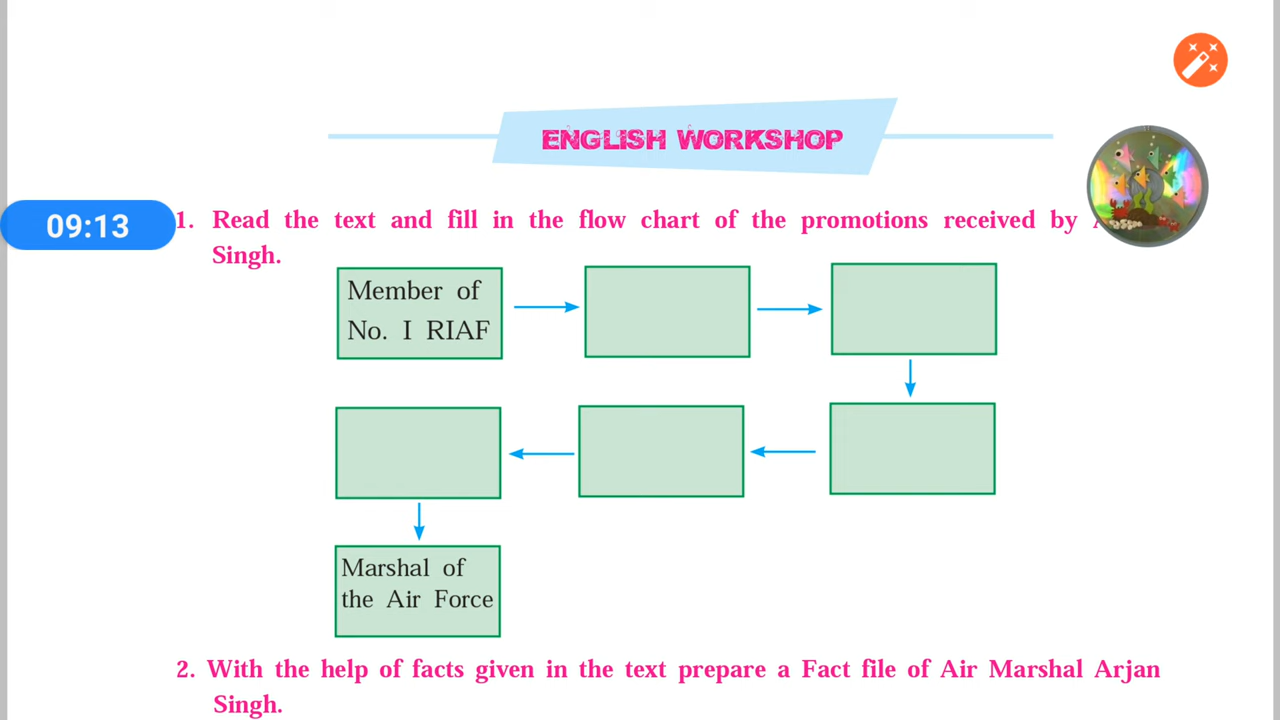 ENGLISH WORKSHOP
09:13
1. Read the text and fill in the flow chart of the promotions received by
Singh.
Member of
No. I RIAF
Marshal of
the Air Force
2. With the help of facts given in the text prepare a Fact file of Air Marshal Arjan
Singh.